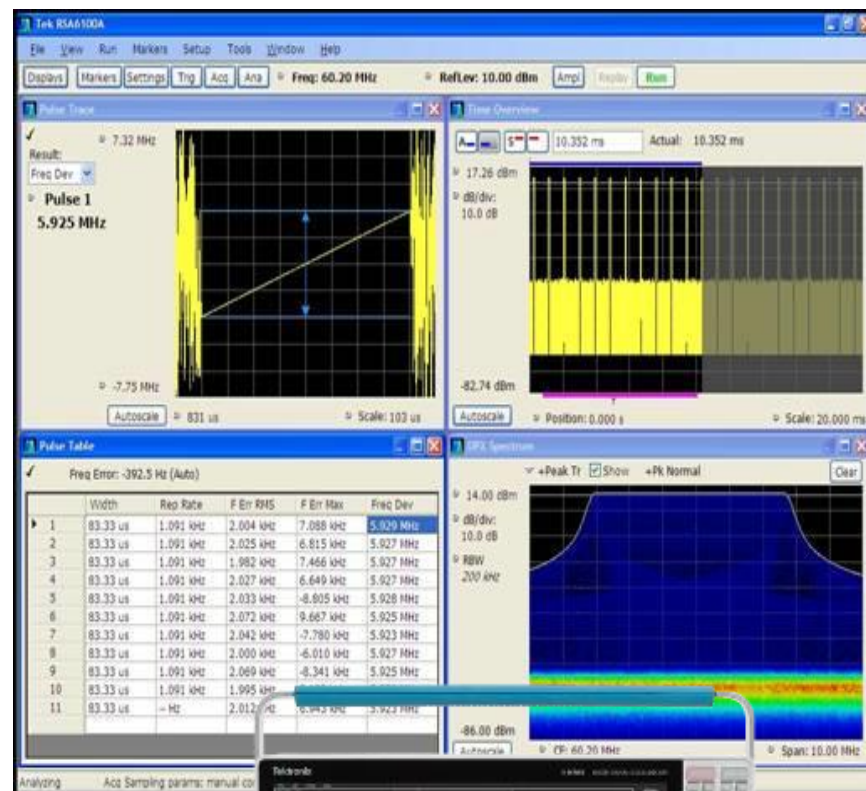 Tek RSA6100A
File View Run Markers Setup Tools Window Help
Displays Markers Settings Trig Acq Ana Freq: 60.20 MHz RefLev: 10.00 dBm Ampl Replay Run
Pulse Trace
7.32 MHz
Result:
Freq Dev
Pulse 1
5.925 MHz
-7.75 MHz
Autoscale 831 us Scale: 103 us
Time Overview
10.352 ms Actual: 10.352 ms
17.26 dBm
dB/div:
10.0 dB
-82.74 dBm
Autoscale Position: 0.000 s Scale: 20.000 ms
Pulse Table
Freq Error: -392.5 Hz (Auto)
Width Rep Rate F Err RMS F Err Max Freq Dev
1 83.33 us 1.091 kHz 2.004 kHz 7.088 kHz 5.929 MHz
2 83.33 us 1.091 kHz 2.025 kHz 6.815 kHz 5.927 MHz
3 83.33 us 1.091 kHz 1.982 kHz 7.466 kHz 5.927 MHz
4 83.33 us 1.091 kHz 2.027 kHz 6.649 kHz 5.927 MHz
5 83.33 us 1.091 kHz 2.033 kHz -8.805 kHz 5.928 MHz
6 83.33 us 1.091 kHz 2.072 kHz 9.667 kHz 5.925 MHz
7 83.33 us 1.091 kHz 2.042 kHz -7.780 kHz 5.923 MHz
8 83.33 us 1.091 kHz 2.000 kHz -6.010 kHz 5.927 MHz
9 83.33 us 1.091 kHz 2.069 kHz -8.341 kHz 5.925 MHz
10 83.33 us 1.091 kHz 1.995 kHz
11 83.33 us -- Hz 2.012 6.943 kHz 5.923 MHz
DPX Spectrum
+Peak Tr Show +Pk Normal Clear
14.00 dBm
dB/div:
10.0 dB
RBW
200 kHz
-86.00 dBm
Autoscale CF: 60.20 MHz Span: 10.00 MHz
Analyzing Acq Sampling params: manual
Tektronix